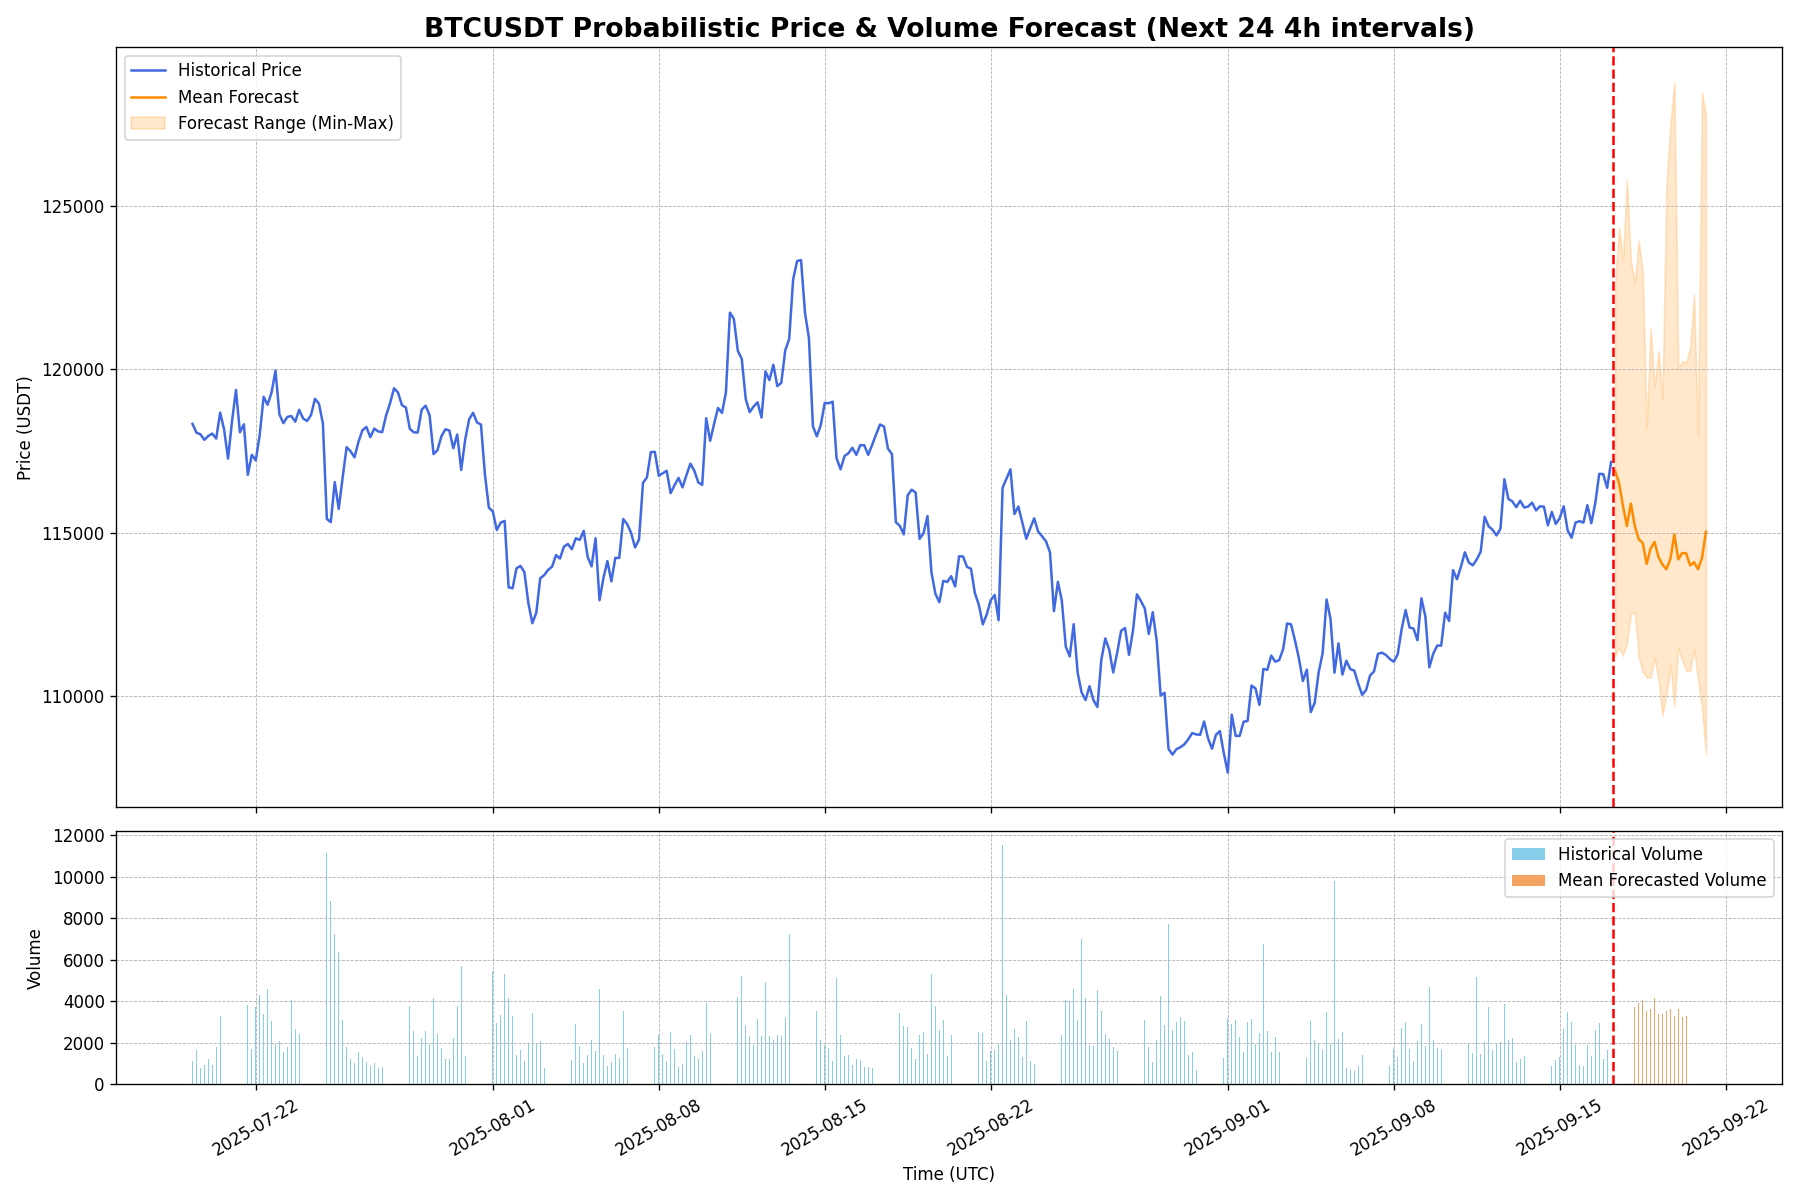 BTCUSDT Probabilistic Price & Volume Forecast (Next 24 4h intervals)
Historical Price
Mean Forecast
Forecast Range (Min-Max)
Price (USDT)
125000
120000
115000
110000
Historical Volume
Mean Forecasted Volume
Volume
12000
10000
8000
6000
4000
2000
0
2025-07-22
2025-08-01
2025-08-08
2025-08-15
2025-08-22
2025-09-01
2025-09-08
2025-09-15
2025-09-22
Time (UTC)